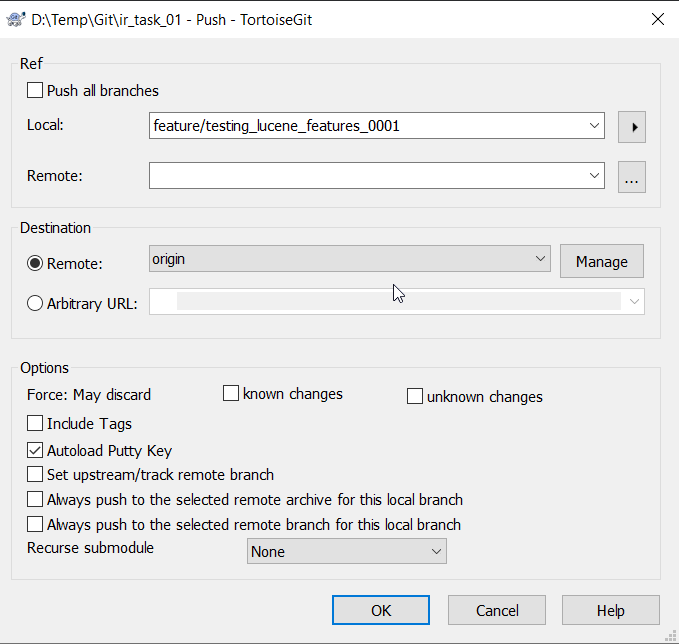 D:\Temp\Git\ir_task_01 - Push - TortoiseGit
Ref
Push all branches
Local: feature/testing_lucene_features_0001
Remote: ...
Destination
Remote: origin Manage
Arbitrary URL:
Options
Force: May discard known changes unknown changes
Include Tags
Autoload Putty Key
Set upstream/track remote branch
Always push to the selected remote archive for this local branch
Always push to the selected remote branch for this local branch
Recurse submodule None
OK Cancel Help